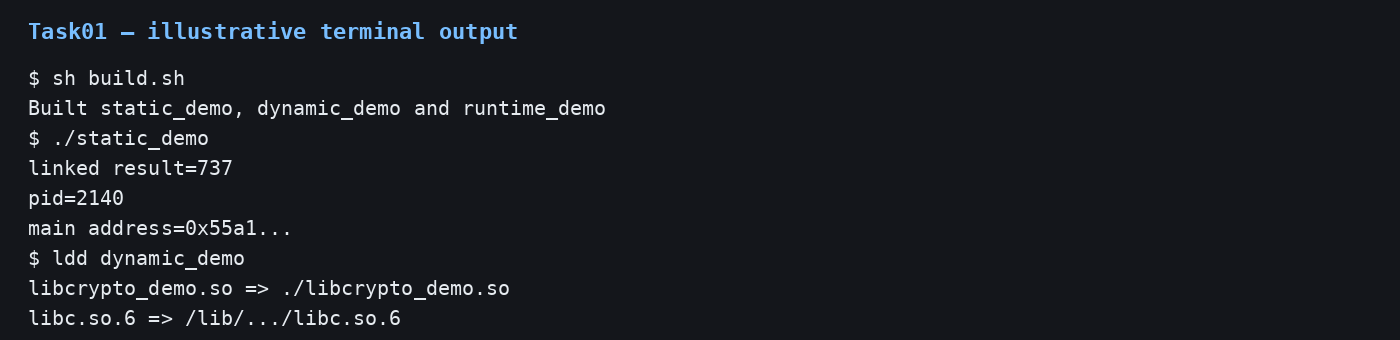 Task01 — illustrative terminal output
$ sh build.sh
Built static_demo, dynamic_demo and runtime_demo
$ ./static_demo
linked result=737
pid=2140
main address=0x55a1...
$ ldd dynamic_demo
libcrypto_demo.so => ./libcrypto_demo.so
libc.so.6 => /lib/.../libc.so.6